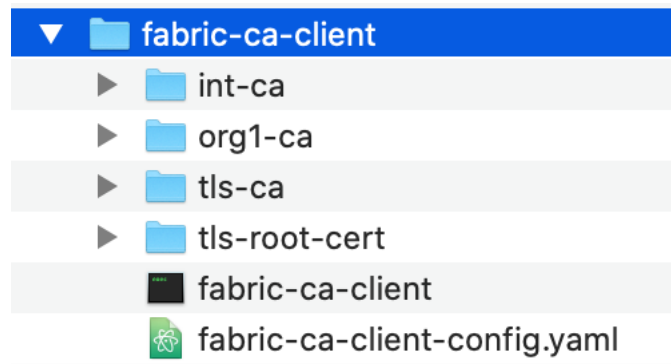 fabric-ca-client
int-ca
org1-ca
tls-ca
tls-root-cert
fabric-ca-client
fabric-ca-client-config.yaml